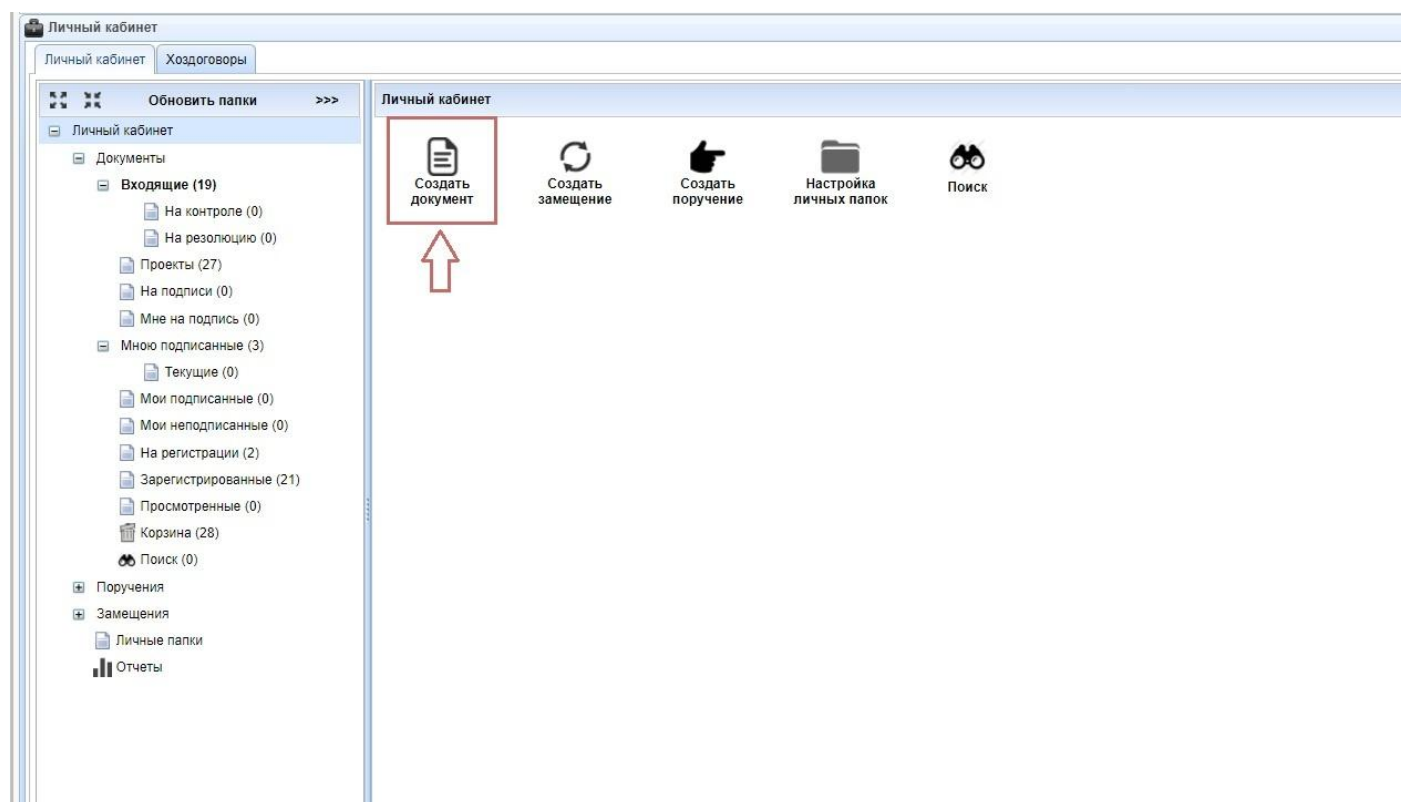 Личный кабинет
Личный кабинет
Хоздоговоры
Обновить папки >>>
Личный кабинет
Документы
Входящие (19)
На контроле (0)
На резолюцию (0)
Проекты (27)
На подписи (0)
Мне на подпись (0)
Мною подписанные (3)
Текущие (0)
Мои подписанные (0)
Мои неподписанные (0)
На регистрации (2)
Зарегистрированные (21)
Просмотренные (0)
Корзина (28)
Поиск (0)
Поручения
Замещения
Личные папки
Отчеты
Личный кабинет
Создать
документ
Создать
замещение
Создать
поручение
Настройка
личных папок
Поиск